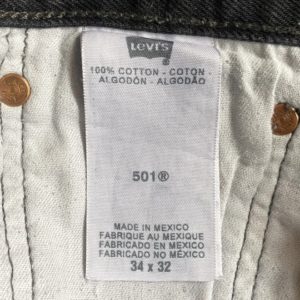 Levi's
100% COTTON - COTON -
ALGODÓN - ALGODÃO
501®
MADE IN MEXICO
FABRIQUE AU MEXIQUE
FABRICADO EN MEXICO
FABRICADO NO MÉXICO
34 x 32